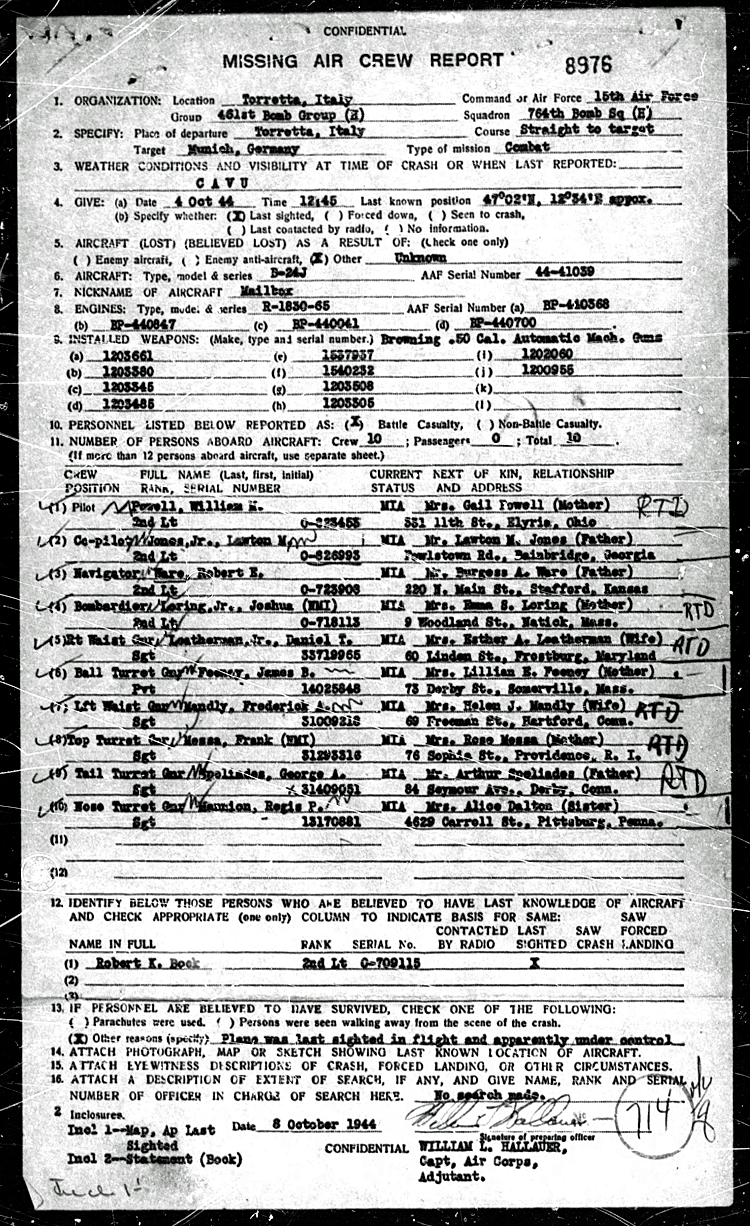 CONFIDENTIAL
MISSING AIR CREW REPORT 8976
1. ORGANIZATION: Location Torretta, Italy Command or Air Force 15th Air Force
Group 461st Bomb Group (H) Squadron 764th Bomb Sq (H)
2. SPECIFY: Place of departure Torretta, Italy Course Straight to target
Target Munich, Germany Type of mission Combat
3. WEATHER CONDITIONS AND VISIBILITY AT TIME OF CRASH OR WHEN LAST REPORTED:
C A V U
4. GIVE: (a) Date 4 Oct 44 Time 12:45 Last known position 47°02'N, 12°34'E appox.
(b) Specify whether: (X) Last sighted, ( ) Forced down, ( ) Seen to crash,
( ) Last contacted by radio, ( ) No information.
5. AIRCRAFT (LOST) (BELIEVED LOST) AS A RESULT OF: (Check one only)
( ) Enemy aircraft, ( ) Enemy anti-aircraft, (X) Other Unknown
6. AIRCRAFT: Type, model & series B-24J AAF Serial Number 44-41039
7. NICKNAME OF AIRCRAFT Mailbox
8. ENGINES: Type, model & series R-1830-65 AAF Serial Number (a) BP-410368
(b) BP-440847 (c) BP-440041 (d) BP-440700
9. INSTALLED WEAPONS: (Make, type and serial number.) Browning .50 Cal. Automatic Mach. Guns
(a) 1203661 (e) 1537937 (i) 1202060
(b) 1203380 (f) 1540232 (j) 1200955
(c) 1203345 (g) 1203508 (k)
(d) 1203485 (h) 1203305 (l)
10. PERSONNEL LISTED BELOW REPORTED AS: (X) Battle Casualty, ( ) Non-Battle Casualty.
11. NUMBER OF PERSONS ABOARD AIRCRAFT: Crew 10 ; Passengers 0 ; Total 10
(If more than 12 persons aboard aircraft, use separate sheet.)
CREW FULL NAME (Last, first, initial) CURRENT NEXT OF KIN, RELATIONSHIP
POSITION RANK, SERIAL NUMBER STATUS AND ADDRESS
(1) Pilot Powell, William H. MIA Mrs. Gail Powell (Mother) RTD
2nd Lt 331 11th St., Elyria, Ohio
(2) Co-pilot Jones, Jr., Lawton M. MIA Mr. Lawton M. Jones (Father)
2nd Lt O-826993 Fowlstown Rd., Bainbridge, Georgia
(3) Navigator Ware, Robert E. MIA Mr. Burgess A. Ware (Father)
2nd Lt O-723908 220 N. Main St., Stafford, Kansas
(4) Bombardier Loring, Jr., Joshua (NMI) MIA Mrs. Emma S. Loring (Mother) RTD
2nd Lt O-718113 9 Woodland St., Natick, Mass.
(5) Rt Waist Gnr Leatherman, Jr., Daniel T. MIA Mrs. Esther A. Leatherman (Wife) RTD
Sgt 33719965 60 Linden St., Frostburg, Maryland
(6) Ball Turret Gnr Feeney, James B. MIA Mrs. Lillian E. Feeney (Mother)
Pvt 14025848 73 Derby St., Somerville, Mass.
(7) Lft Waist Gnr Mandly, Frederick A. MIA Mrs. Helen J. Mandly (Wife) RTD
Sgt 31009213 69 Freeman St., Hartford, Conn.
(8) Top Turret Gnr Messa, Frank (NMI) MIA Mrs. Rose Messa (Mother) RTD
Sgt 31293316 76 Sophia St., Providence, R. I.
(9) Tail Turret Gnr Speliades, George A. MIA Mr. Arthur Speliades (Father) RTD
Sgt 31409051 84 Seymour Ave., Derby, Conn.
(10) Nose Turret Gnr Mannion, Regis P. MIA Mrs. Alice Dalton (Sister)
Sgt 13170881 4629 Carroll St., Pittsburg, Penna.
(11)
(12)
12. IDENTIFY BELOW THOSE PERSONS WHO ARE BELIEVED TO HAVE LAST KNOWLEDGE OF AIRCRAFT
AND CHECK APPROPRIATE (one only) COLUMN TO INDICATE BASIS FOR SAME: SAW
CONTACTED LAST SAW FORCED
NAME IN FULL RANK SERIAL No. BY RADIO SIGHTED CRASH LANDING
(1) Robert K. Book 2nd Lt O-709115 X
(2)
(3)
13. IF PERSONNEL ARE BELIEVED TO HAVE SURVIVED, CHECK ONE OF THE FOLLOWING:
( ) Parachutes were used. ( ) Persons were seen walking away from the scene of the crash.
(X) Other reasons (specify) Plane was last sighted in flight and apparently under control
14. ATTACH PHOTOGRAPH, MAP OR SKETCH SHOWING LAST KNOWN LOCATION OF AIRCRAFT.
15. ATTACH EYEWITNESS DESCRIPTIONS OF CRASH, FORCED LANDING, OR OTHER CIRCUMSTANCES.
16. ATTACH A DESCRIPTION OF EXTENT OF SEARCH, IF ANY, AND GIVE NAME, RANK AND SERIAL
NUMBER OF OFFICER IN CHARGE OF SEARCH HERE. No search made.
2 Inclosures. William L. Hallauer 714
Incl 1--Map, Ap Last Date 8 October 1944 Signature of preparing officer
Sighted CONFIDENTIAL WILLIAM L. HALLAUER,
Incl 2--Statement (Book) Capt, Air Corps,
Adjutant.
Incl 1